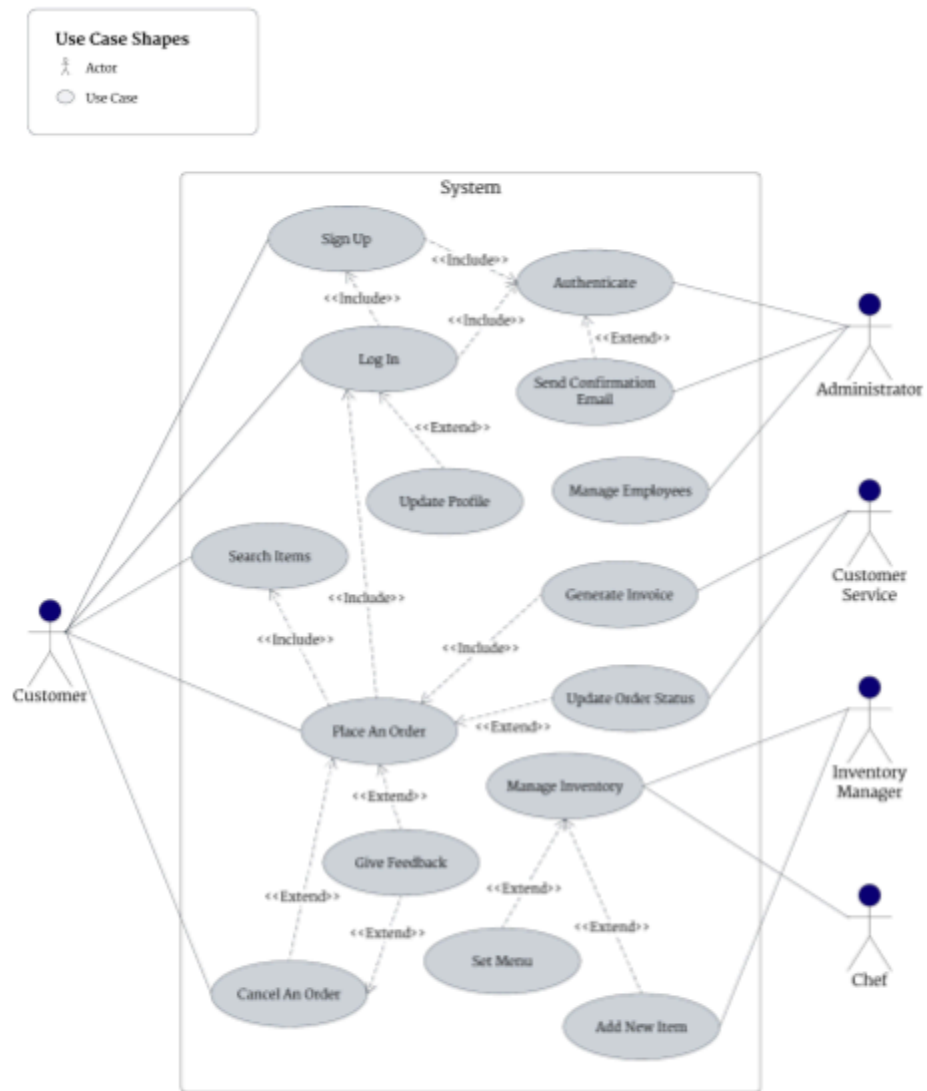 Use Case Shapes
Actor
Use Case
System
Sign Up
<<Include>>
Authenticate
<<Include>>
<<Include>>
Log In
<<Extend>>
Send Confirmation
Email
Administrator
<<Extend>>
Update Profile
Manage Employees
Search Items
Generate Invoice
Customer
Service
<<Include>>
<<Include>>
<<Include>>
Customer
Update Order Status
Place An Order
<<Extend>>
Manage Inventory
Inventory
Manager
<<Extend>>
Give Feedback
<<Extend>>
<<Extend>>
<<Extend>>
<<Extend>>
Set Menu
Chef
Cancel An Order
Add New Item